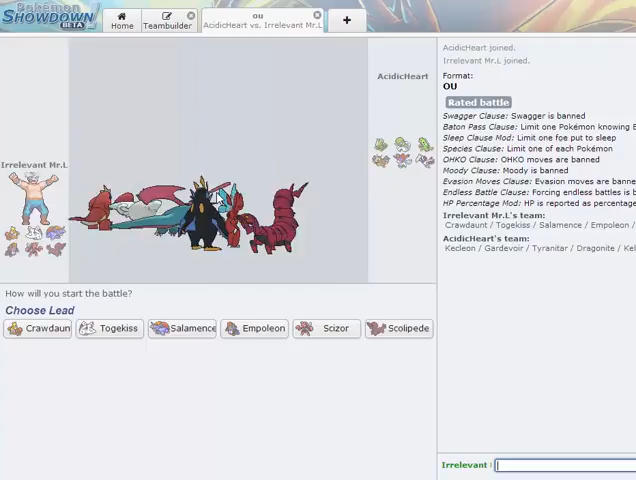 Pokémon
SHOWDOWN
BETA
Home
Teambuilder
ou
AcidicHeart vs. Irrelevant Mr.L
+
Irrelevant Mr.L
AcidicHeart
How will you start the battle?
Choose Lead
Crawdaunt
Togekiss
Salamence
Empoleon
Scizor
Scolipede
AcidicHeart joined.
Irrelevant Mr.L joined.
Format:
OU
Rated battle
Swagger Clause: Swagger is banned
Baton Pass Clause: Limit one Pokémon knowing
Sleep Clause Mod: Limit one foe put to sleep
Species Clause: Limit one of each Pokémon
OHKO Clause: OHKO moves are banned
Moody Clause: Moody is banned
Evasion Moves Clause: Evasion moves are banned
Endless Battle Clause: Forcing endless battles is
HP Percentage Mod: HP is reported as percentage
Irrelevant Mr.L's team:
Crawdaunt / Togekiss / Salamence / Empoleon /
AcidicHeart's team:
Kecleon / Gardevoir / Tyranitar / Dragonite /
Irrelevant